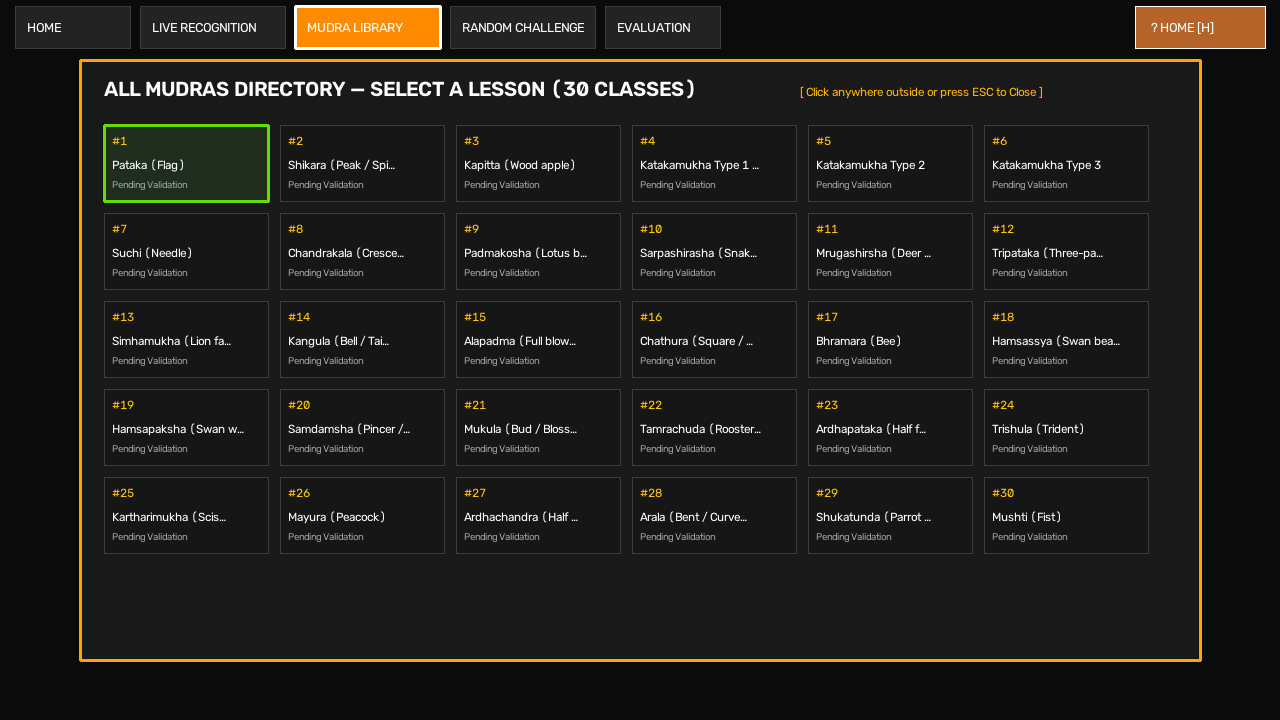 HOME
LIVE RECOGNITION
MUDRA LIBRARY
RANDOM CHALLENGE
EVALUATION
? HOME [H]
ALL MUDRAS DIRECTORY — SELECT A LESSON (30 CLASSES)
[ Click anywhere outside or press ESC to Close ]
#1
Pataka (Flag)
Pending Validation
#2
Shikara (Peak / Spi...
Pending Validation
#3
Kapitta (Wood apple)
Pending Validation
#4
Katakamukha Type 1 ...
Pending Validation
#5
Katakamukha Type 2
Pending Validation
#6
Katakamukha Type 3
Pending Validation
#7
Suchi (Needle)
Pending Validation
#8
Chandrakala (Cresce...
Pending Validation
#9
Padmakosha (Lotus b...
Pending Validation
#10
Sarpashirasha (Snak...
Pending Validation
#11
Mrugashirsha (Deer ...
Pending Validation
#12
Tripataka (Three-pa...
Pending Validation
#13
Simhamukha (Lion fa...
Pending Validation
#14
Kangula (Bell / Tai...
Pending Validation
#15
Alapadma (Full blow...
Pending Validation
#16
Chathura (Square / ...
Pending Validation
#17
Bhramara (Bee)
Pending Validation
#18
Hamsassya (Swan bea...
Pending Validation
#19
Hamsapaksha (Swan w...
Pending Validation
#20
Samdamsha (Pincer /...
Pending Validation
#21
Mukula (Bud / Bloss...
Pending Validation
#22
Tamrachuda (Rooster...
Pending Validation
#23
Ardhapataka (Half f...
Pending Validation
#24
Trishula (Trident)
Pending Validation
#25
Kartharimukha (Scis...
Pending Validation
#26
Mayura (Peacock)
Pending Validation
#27
Ardhachandra (Half ...
Pending Validation
#28
Arala (Bent / Curve...
Pending Validation
#29
Shukatunda (Parrot ...
Pending Validation
#30
Mushti (Fist)
Pending Validation